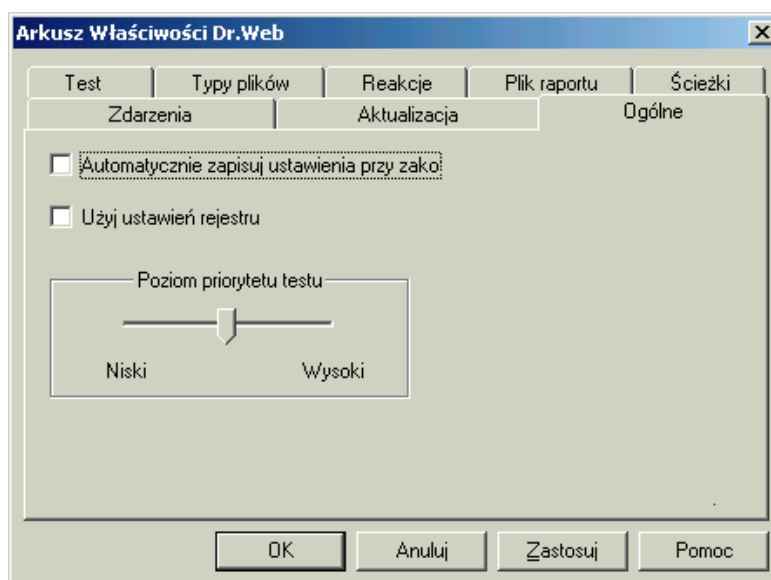 Arkusz Właściwości Dr.Web
Test Typy plików Reakcje Plik raportu Ścieżki
Zdarzenia Aktualizacja Ogólne
Automatycznie zapisuj ustawienia przy zako
Użyj ustawień rejestru
Poziom priorytetu testu
Niski Wysoki
OK Anuluj Zastosuj Pomoc